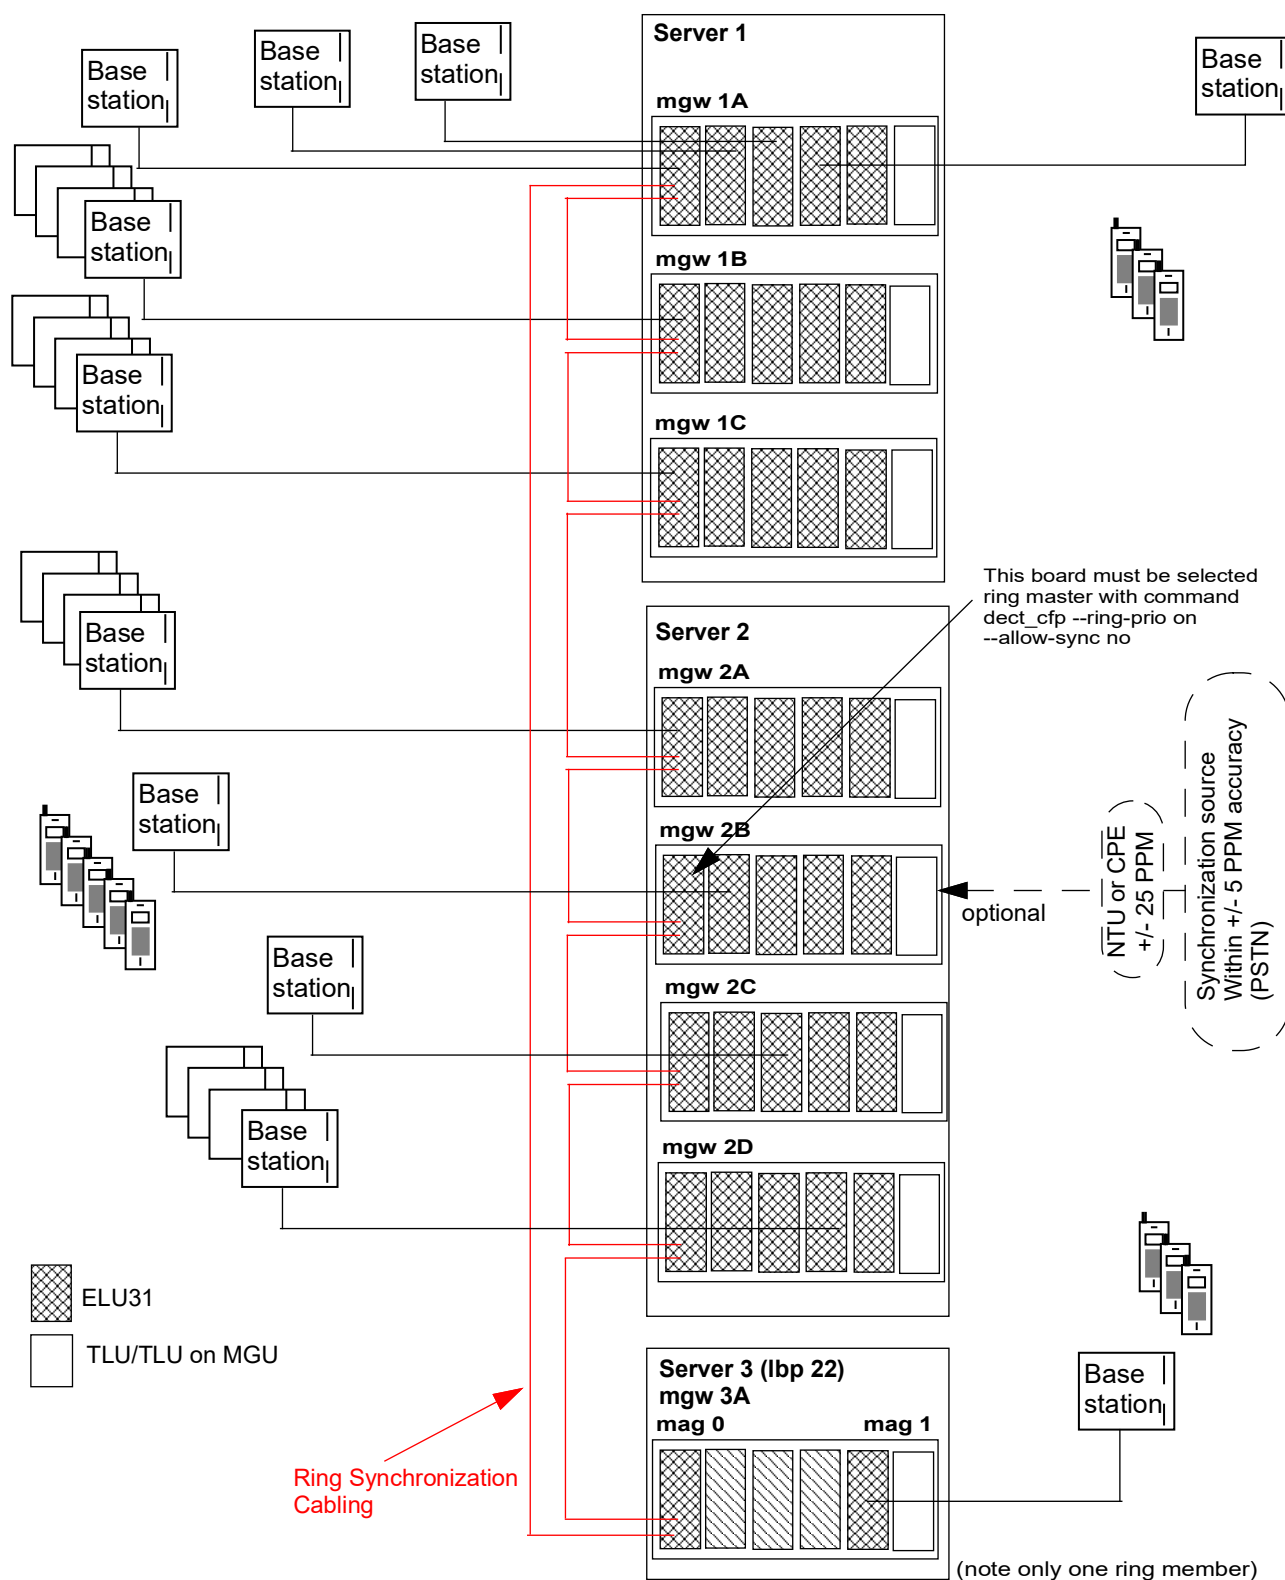 Server 1
Base
station
Base
station
Base
station
Base
station
mgw 1A
Base
station
mgw 1B
Base
station
mgw 1C
This board must be selected
ring master with command
dect_cfp --ring-prio on
--allow-sync no
Base
station
Server 2
mgw 2A
Base
station
mgw 2B
optional
NTU or CPE
+/- 25 PPM
Synchronization source
Within +/- 5 PPM accuracy
(PSTN)
Base
station
mgw 2C
Base
station
mgw 2D
ELU31
TLU/TLU on MGU
Server 3 (lbp 22)
mgw 3A
mag 0
mag 1
Base
station
Ring Synchronization
Cabling
(note only one ring member)